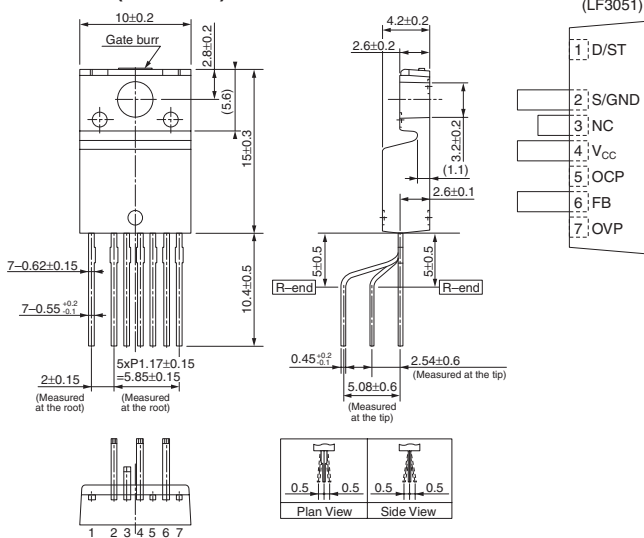 (LF3051)
10±0.2
Gate burr
2.8±0.2
(5.6)
15±0.3
10.4±0.5
7–0.62±0.15
7–0.55 +0.2 -0.1
5xP1.17±0.15
=5.85±0.15
2±0.15
(Measured
at the root)
(Measured
at the root)
4.2±0.2
2.6±0.2
3.2±0.2
(1.1)
2.6±0.1
5±0.5
5±0.5
R–end
R–end
0.45 +0.2 -0.1
2.54±0.6
(Measured at the tip)
5.08±0.6
(Measured
at the tip)
1 D/ST
2 S/GND
3 NC
4 VCC
5 OCP
6 FB
7 OVP
1 2 3 4 5 6 7
0.5 0.5
0.5 0.5
Plan View
Side View